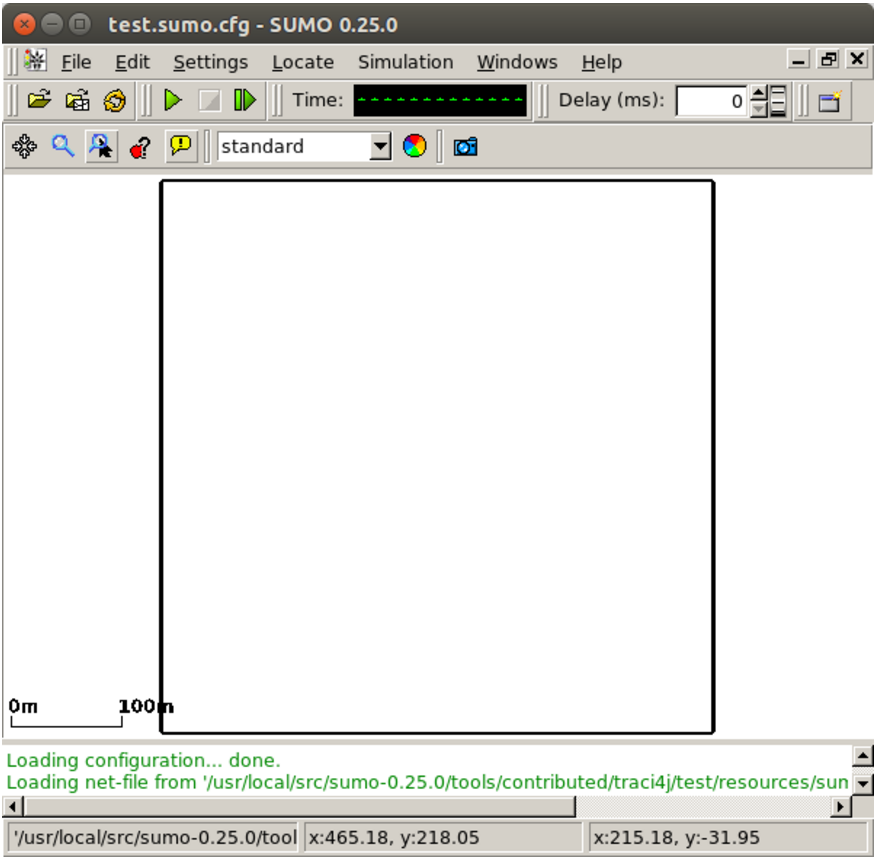 test.sumo.cfg - SUMO 0.25.0
File Edit Settings Locate Simulation Windows Help
Time: Delay (ms): 0
standard
0m 100m
Loading configuration... done.
Loading net-file from '/usr/local/src/sumo-0.25.0/tools/contributed/traci4j/test/resources/sum
'/usr/local/src/sumo-0.25.0/tool x:465.18, y:218.05 x:215.18, y:-31.95